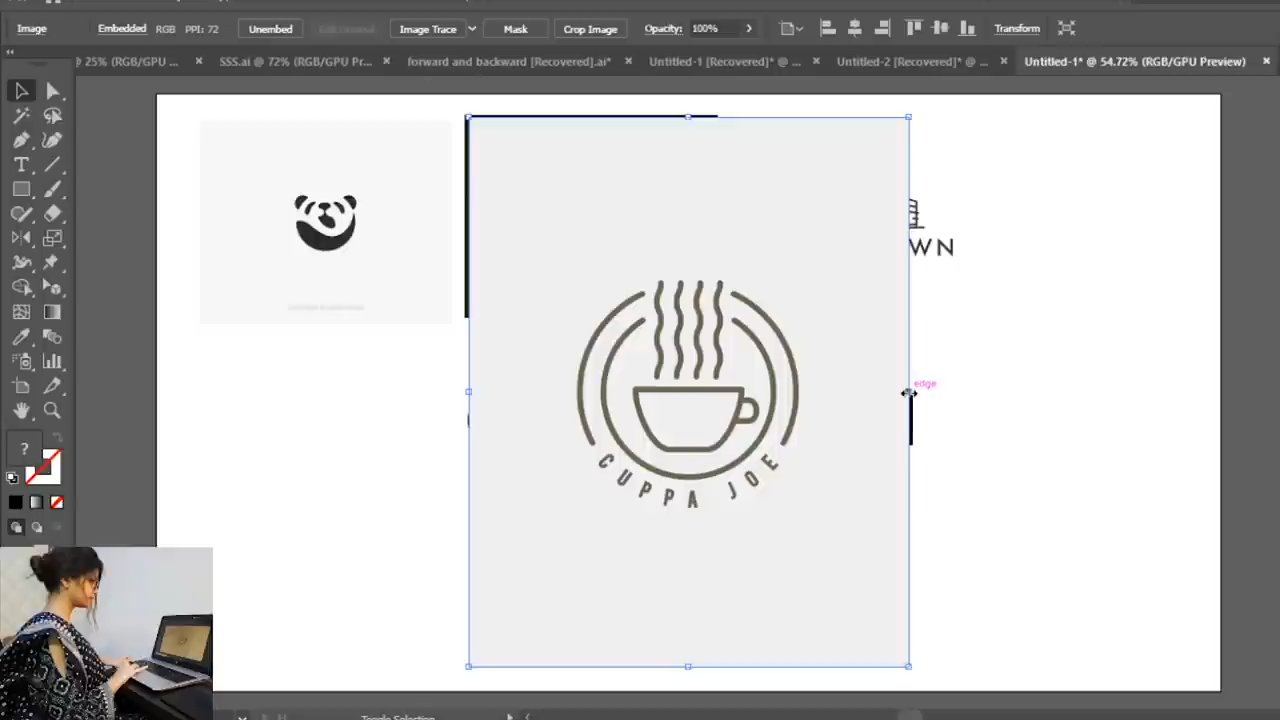 Image
Embedded RGB PPI: 72
Unembed
Image Trace
Mask
Crop Image
Opacity: 100%
Transform
@ 25% (RGB/GPU ...
SSS.ai @ 72% (RGB/GPU Pr...
forward and backward [Recovered].ai*
Untitled-1 [Recovered]* @ ...
Untitled-2 [Recovered]* @ ...
Untitled-1* @ 54.72% (RGB/GPU Preview)
WN
edge
CUPPA JOE
?
Toggle Selection